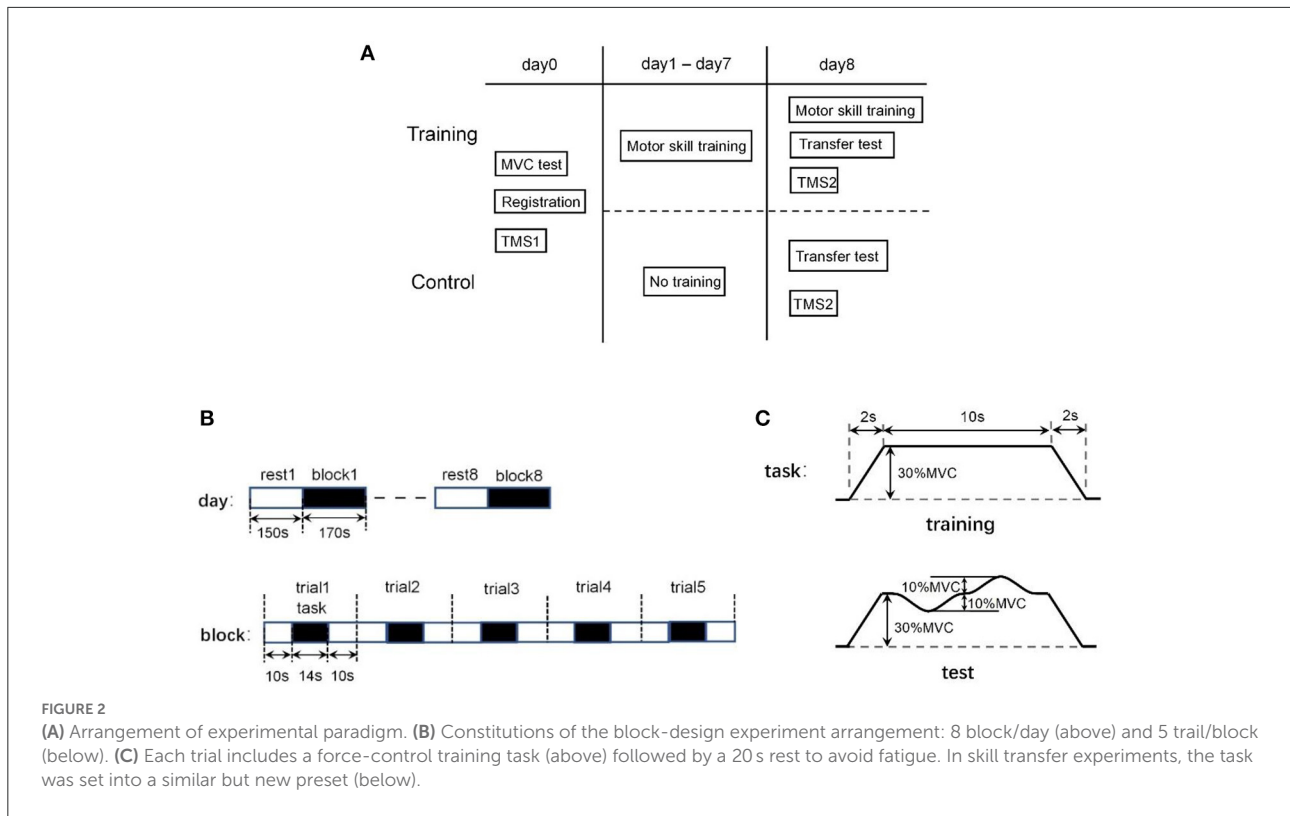 A
day0 day1 – day7 day8
Training
MVC test
Registration
TMS1
Motor skill training
Motor skill training
Transfer test
TMS2
Control
No training
Transfer test
TMS2
B
rest1 block1 rest8 block8
day:
150s 170s
trial1 trial2 trial3 trial4 trial5
task
block:
10s 14s 10s
C
2s 10s 2s
task:
30%MVC
training
10%MVC
10%MVC
30%MVC
test
FIGURE 2
(A) Arrangement of experimental paradigm. (B) Constitutions of the block-design experiment arrangement: 8 block/day (above) and 5 trail/block
(below). (C) Each trial includes a force-control training task (above) followed by a 20 s rest to avoid fatigue. In skill transfer experiments, the task
was set into a similar but new preset (below).